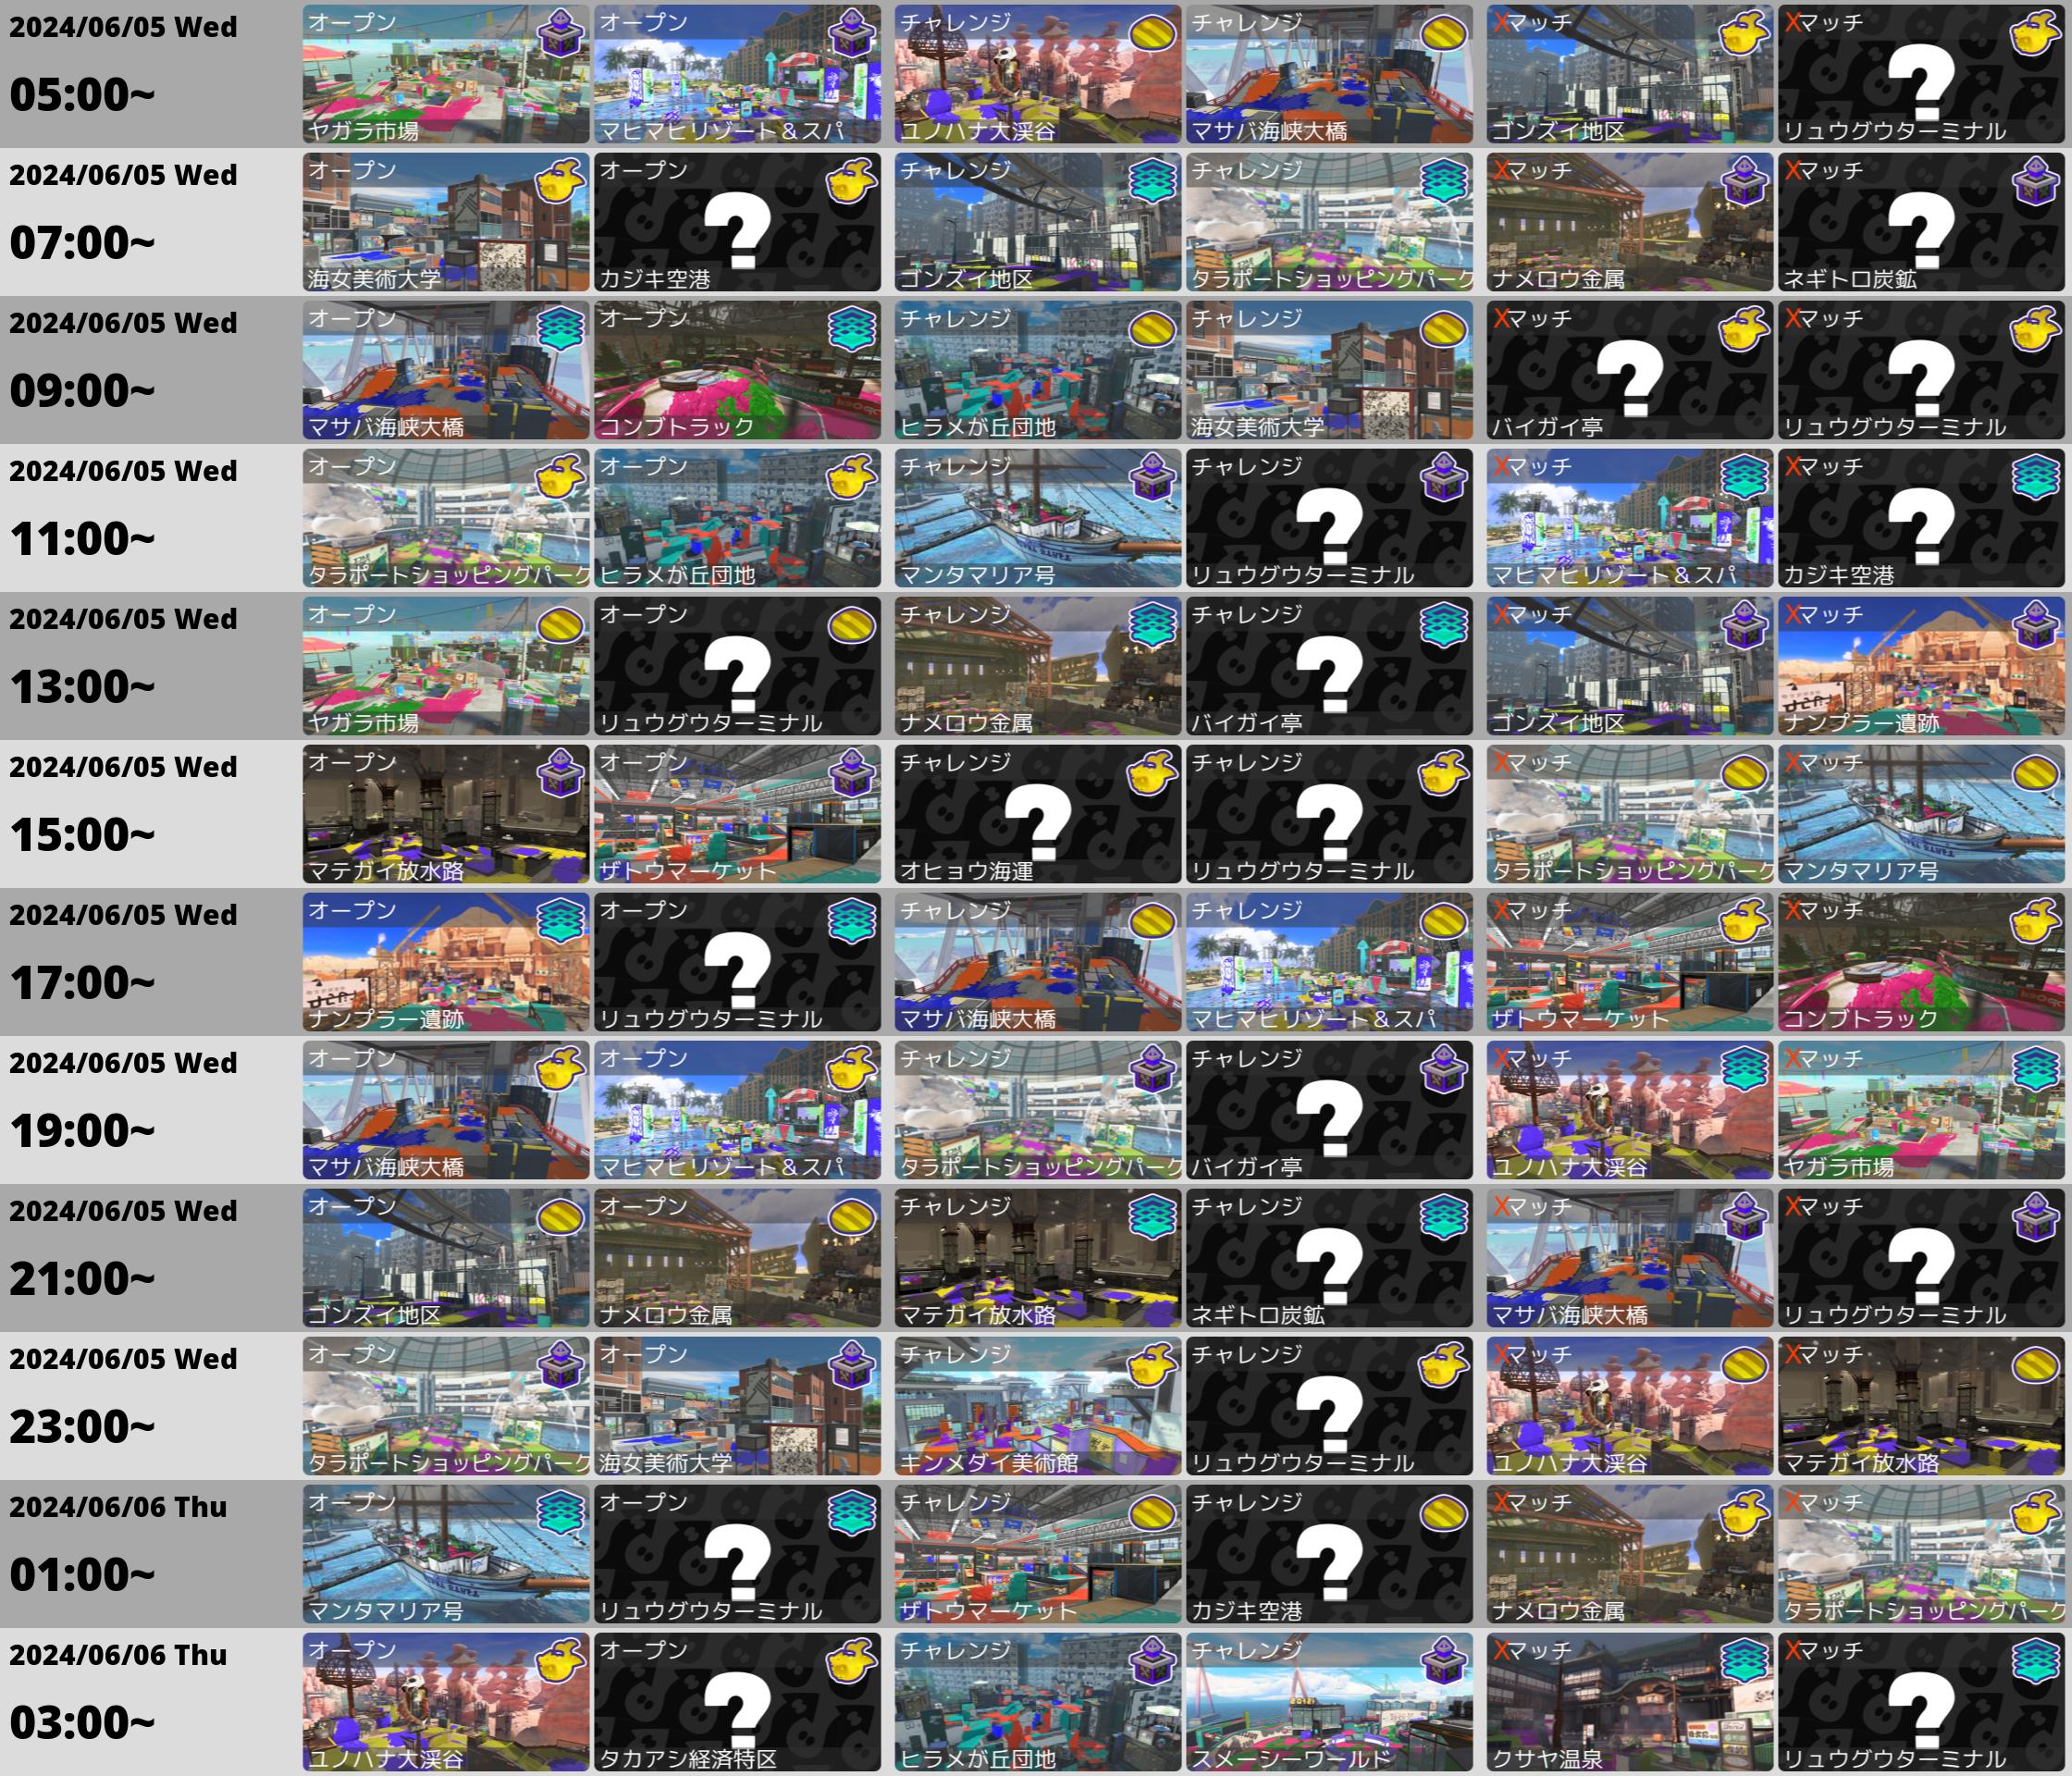 2024/06/05 Wed
05:00~
オープン
ヤガラ市場
オープン
マヒマヒリゾート＆スパ
チャレンジ
ユノハナ大渓谷
チャレンジ
マサバ海峡大橋
Xマッチ
ゴンズイ地区
Xマッチ
リュウグウターミナル
2024/06/05 Wed
07:00~
オープン
海女美術大学
オープン
カジキ空港
チャレンジ
ゴンズイ地区
チャレンジ
タラポートショッピングパーク
Xマッチ
ナメロウ金属
Xマッチ
ネギトロ炭鉱
2024/06/05 Wed
09:00~
オープン
マサバ海峡大橋
オープン
コンブトラック
チャレンジ
ヒラメが丘団地
チャレンジ
海女美術大学
Xマッチ
バイガイ亭
Xマッチ
リュウグウターミナル
2024/06/05 Wed
11:00~
オープン
タラポートショッピングパーク
オープン
ヒラメが丘団地
チャレンジ
マンタマリア号
チャレンジ
リュウグウターミナル
Xマッチ
マヒマヒリゾート＆スパ
Xマッチ
カジキ空港
2024/06/05 Wed
13:00~
オープン
ヤガラ市場
オープン
リュウグウターミナル
チャレンジ
ナメロウ金属
チャレンジ
バイガイ亭
Xマッチ
ゴンズイ地区
Xマッチ
ナンプラー遺跡
2024/06/05 Wed
15:00~
オープン
マテガイ放水路
オープン
ザトウマーケット
チャレンジ
オヒョウ海運
チャレンジ
リュウグウターミナル
Xマッチ
タラポートショッピングパーク
Xマッチ
マンタマリア号
2024/06/05 Wed
17:00~
オープン
ナンプラー遺跡
オープン
リュウグウターミナル
チャレンジ
マサバ海峡大橋
チャレンジ
マヒマヒリゾート＆スパ
Xマッチ
ザトウマーケット
Xマッチ
コンブトラック
2024/06/05 Wed
19:00~
オープン
マサバ海峡大橋
オープン
マヒマヒリゾート＆スパ
チャレンジ
タラポートショッピングパーク
チャレンジ
バイガイ亭
Xマッチ
ユノハナ大渓谷
Xマッチ
ヤガラ市場
2024/06/05 Wed
21:00~
オープン
ゴンズイ地区
オープン
ナメロウ金属
チャレンジ
マテガイ放水路
チャレンジ
ネギトロ炭鉱
Xマッチ
マサバ海峡大橋
Xマッチ
リュウグウターミナル
2024/06/05 Wed
23:00~
オープン
タラポートショッピングパーク
オープン
海女美術大学
チャレンジ
キンメダイ美術館
チャレンジ
リュウグウターミナル
Xマッチ
ユノハナ大渓谷
Xマッチ
マテガイ放水路
2024/06/06 Thu
01:00~
オープン
マンタマリア号
オープン
リュウグウターミナル
チャレンジ
ザトウマーケット
チャレンジ
カジキ空港
Xマッチ
ナメロウ金属
Xマッチ
タラポートショッピングパーク
2024/06/06 Thu
03:00~
オープン
ユノハナ大渓谷
オープン
タカアシ経済特区
チャレンジ
ヒラメが丘団地
チャレンジ
スメーシーワールド
Xマッチ
クサヤ温泉
Xマッチ
リュウグウターミナル